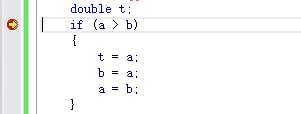 double t;
if (a > b)
{
t = a;
b = a;
a = b;
}